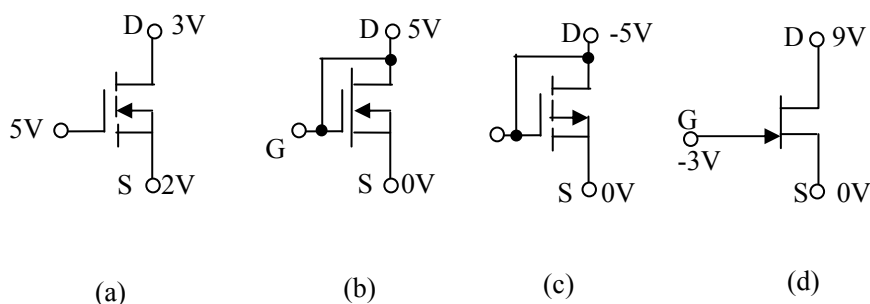 D 3V
5V
S 2V
(a)
D 5V
G
S 0V
(b)
D -5V
S 0V
(c)
D 9V
G
-3V
S 0V
(d)